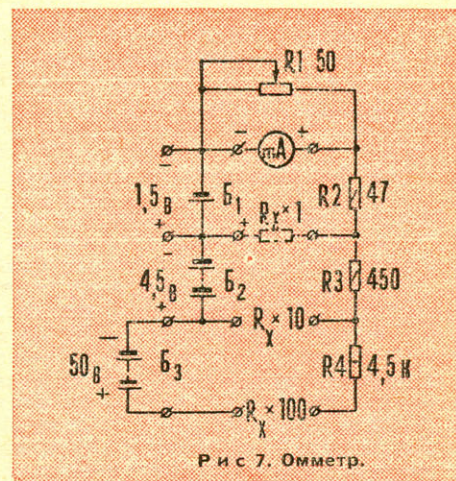 R1 50
- +
mA
-
1,5в Б₁ R2 47
+ Rx×1
+
-
4,5в Б₂ R3 450
+
Rx×10
-
50в Б₃ R4 4,5 к
+
Rx×100
Рис 7. Омметр.